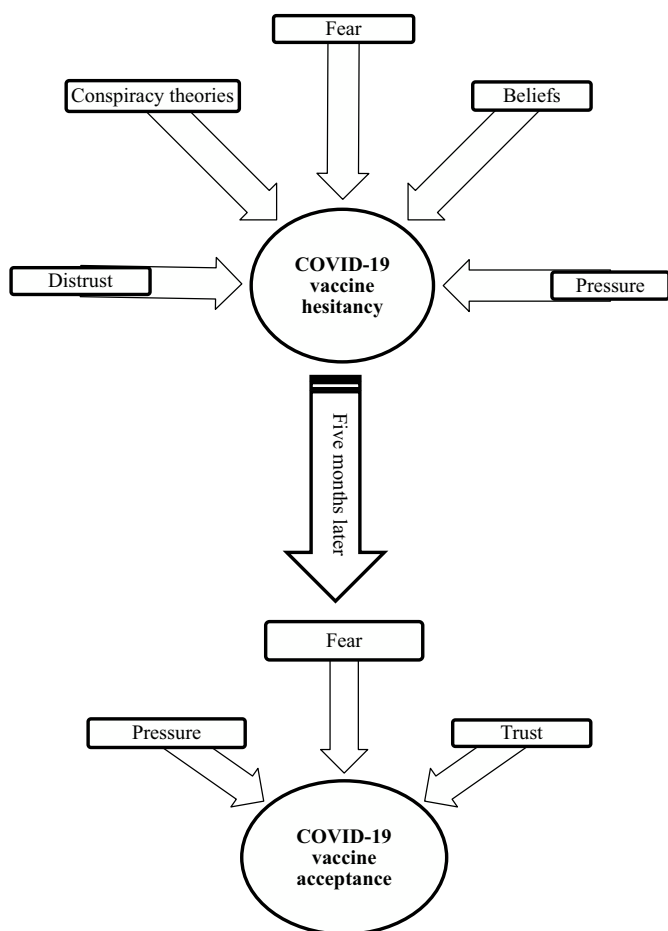 Fear
Conspiracy theories
Beliefs
Distrust
COVID-19
vaccine
hesitancy
Pressure
Five months later
Fear
Pressure
Trust
COVID-19
vaccine
acceptance